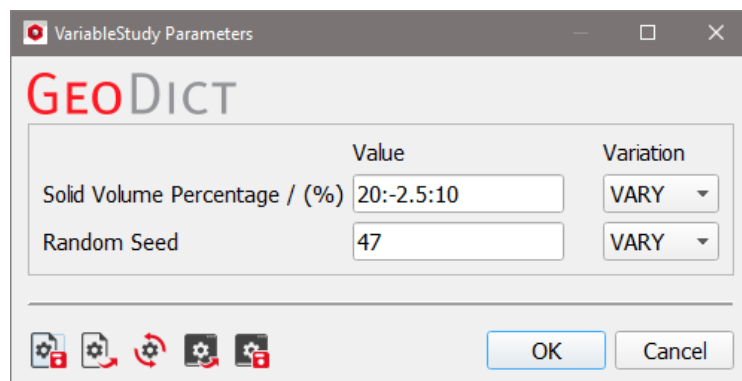 VariableStudy Parameters
GEODICT
Value Variation
Solid Volume Percentage / (%) 20:-2.5:10 VARY
Random Seed 47 VARY
OK Cancel